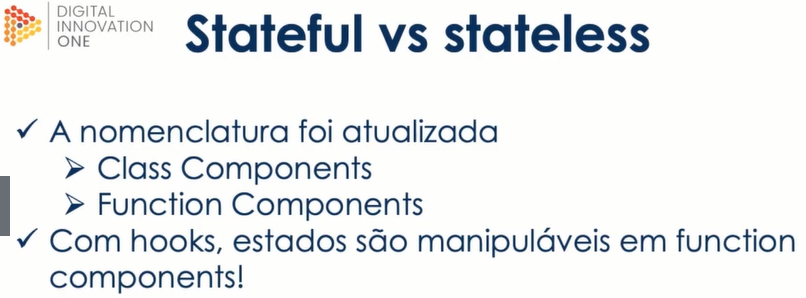 DIGITAL
INNOVATION
ONE
Stateful vs stateless
✓ A nomenclatura foi atualizada
➢ Class Components
➢ Function Components
✓ Com hooks, estados são manipuláveis em function
components!